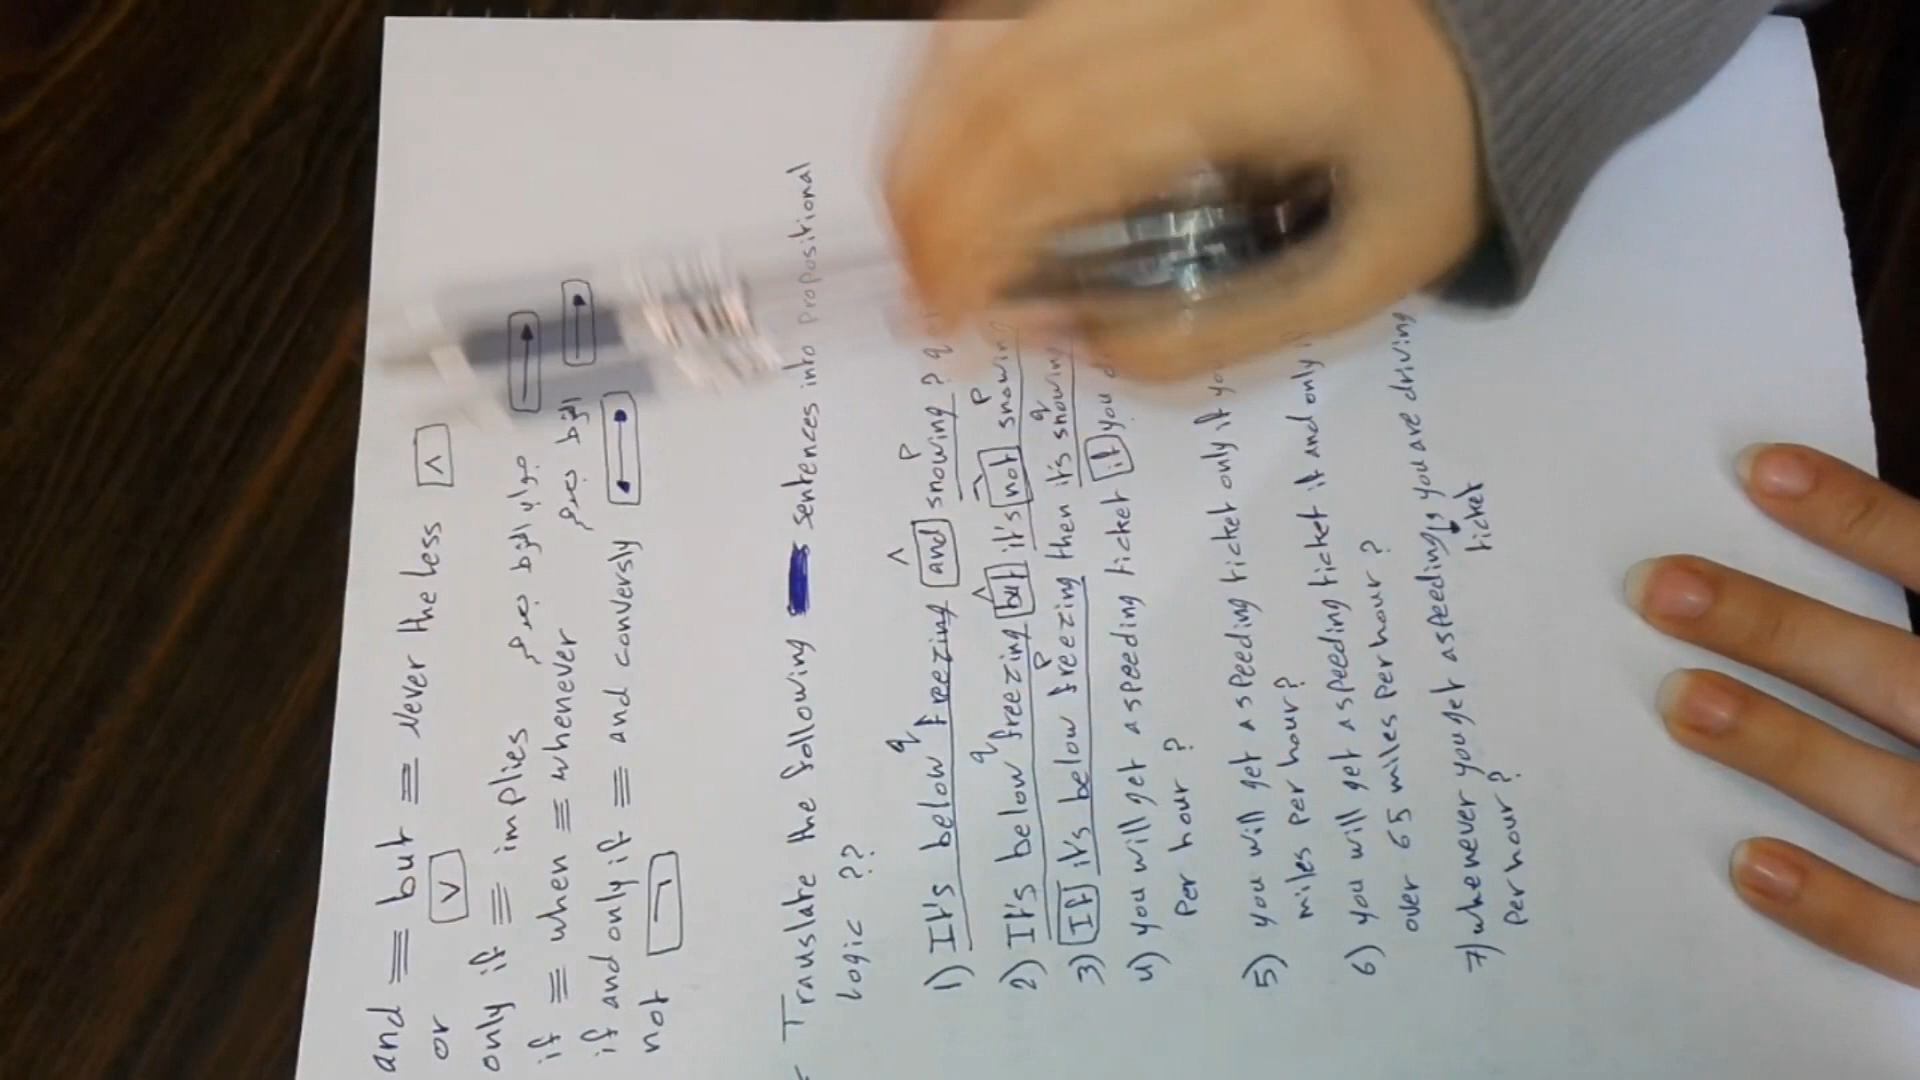 and ≡ but ≡ Never the less ∧
or ∨
only if ≡ implies جواب الشرط →
if ≡ when ≡ whenever الشرط →
if and only if ≡ and conversly ↔
not ¬
Translate the following sentences into propositional
Logic ??
∧ P
q
1) It's below freezing and snowing? q
q ∧ ¬ P
2) It's below freezing but it's not snowing
P q
3) If it's below freezing then it's snowing
4) you will get a speeding ticket if you
Per hour ?
5) you will get a speeding ticket only if you
miles per hour?
6) you will get a speeding ticket if and only
over 65 miles per hour ?
7) whenever you get a speeding, you are driving
ticket
per hour?